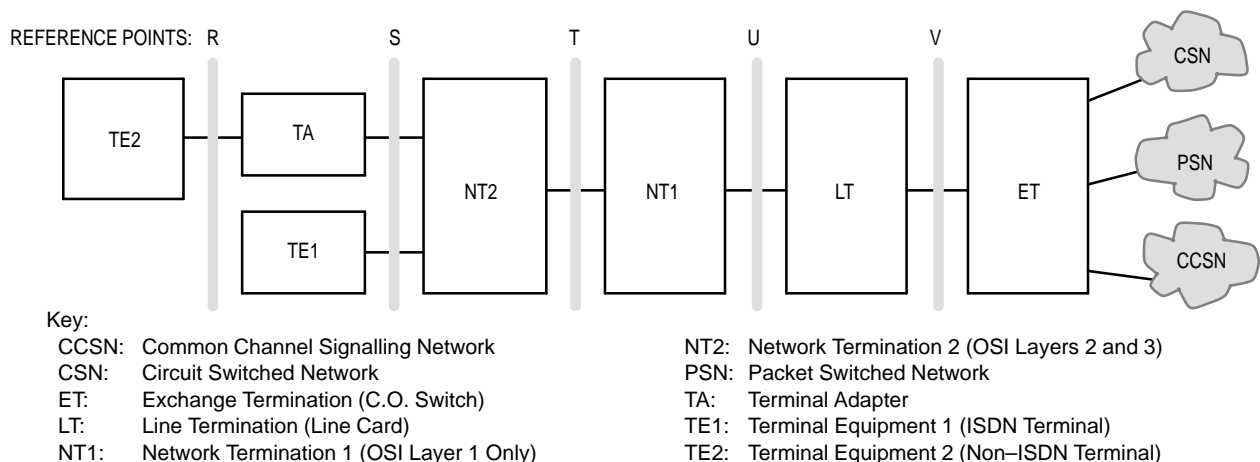 REFERENCE POINTS: R S T U V
CSN
TE2
TA
NT2
NT1
LT
ET
PSN
TE1
CCSN
Key:
CCSN: Common Channel Signalling Network
CSN: Circuit Switched Network
ET: Exchange Termination (C.O. Switch)
LT: Line Termination (Line Card)
NT1: Network Termination 1 (OSI Layer 1 Only)
NT2: Network Termination 2 (OSI Layers 2 and 3)
PSN: Packet Switched Network
TA: Terminal Adapter
TE1: Terminal Equipment 1 (ISDN Terminal)
TE2: Terminal Equipment 2 (Non–ISDN Terminal)